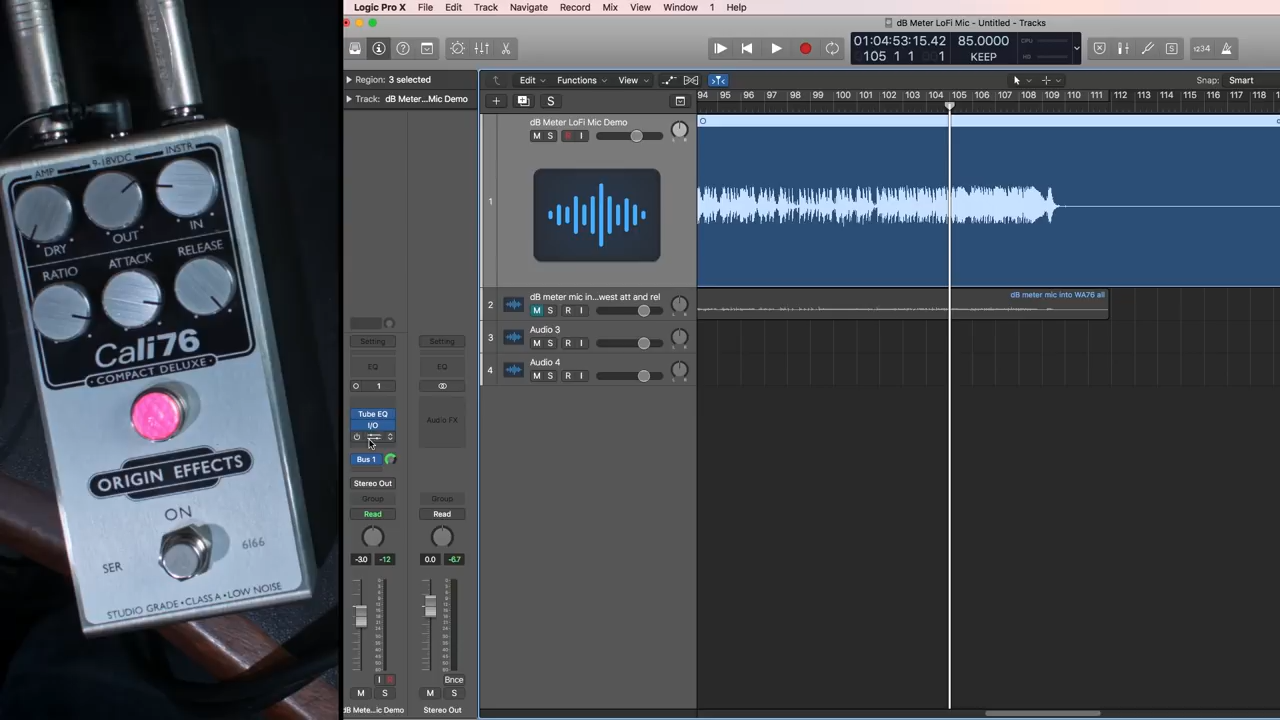 AMP 9-18VDC INSTR
DRY OUT IN
RATIO ATTACK RELEASE
Cali76
COMPACT DELUXE
ORIGIN EFFECTS
ON
SER 6166
STUDIO GRADE • CLASS A • LOW NOISE
Logic Pro X File Edit Track Navigate Record Mix View Window 1 Help
dB Meter LoFi Mic - Untitled - Tracks
01:04:53:15.42 85.0000
105 1 1 1 KEEP
CPU
HD
1234
Region: 3 selected
Edit Functions View Snap: Smart
Track: dB Meter...Mic Demo
S
94 95 96 97 98 99 100 101 102 103 104 105 106 107 108 109 110 111 112 113 114 115 116 117 118
1
dB Meter LoFi Mic Demo
M S R I
2
dB meter mic in...west att and rel
M S R I
dB meter mic into WA76 all
3
Audio 3
M S R I
4
Audio 4
M S R I
Setting Setting
EQ EQ
1
Tube EQ
I/O
Audio FX
Bus 1
Stereo Out
Group Group
Read Read
-3.0 -12 0.0 -6.7
I R Bnce
M S M S
dB Mete...ic Demo Stereo Out